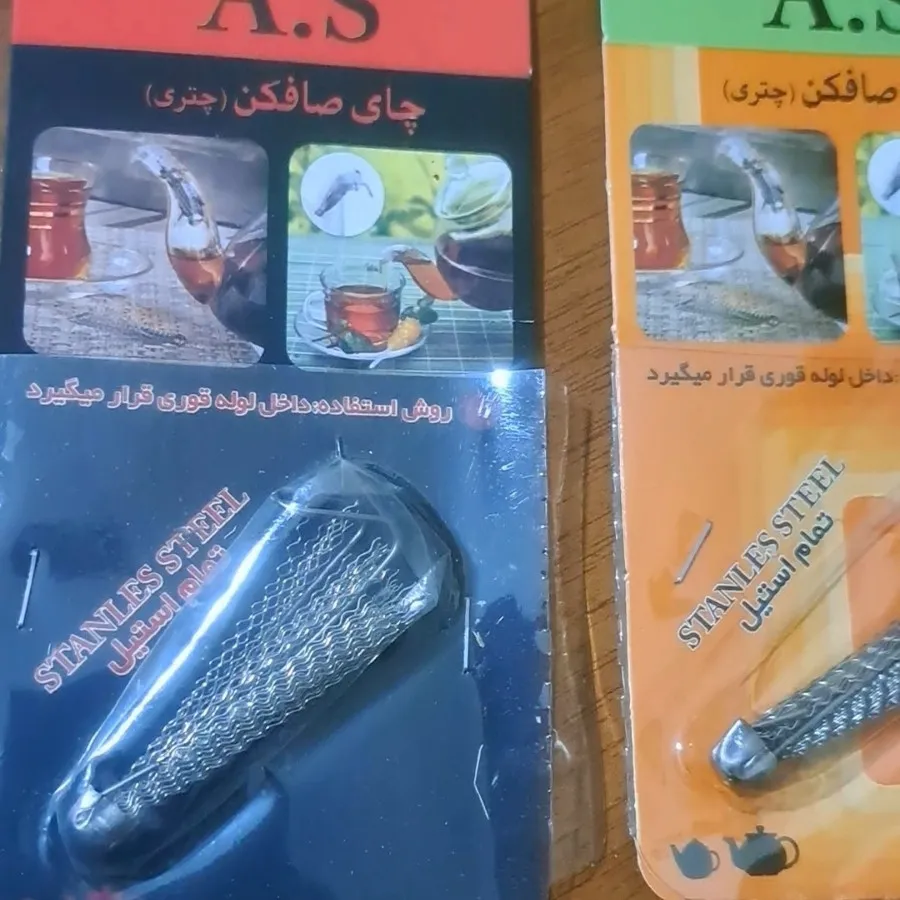 A.S
چای صافکن (چتری)
روش استفاده:داخل لوله قوری قرار میگیرد
STANLES STEEL
تمام استیل
A.S
صافکن (چتری)
:داخل لوله قوری قرار میگیرد
STANLES STEEL
تمام استیل